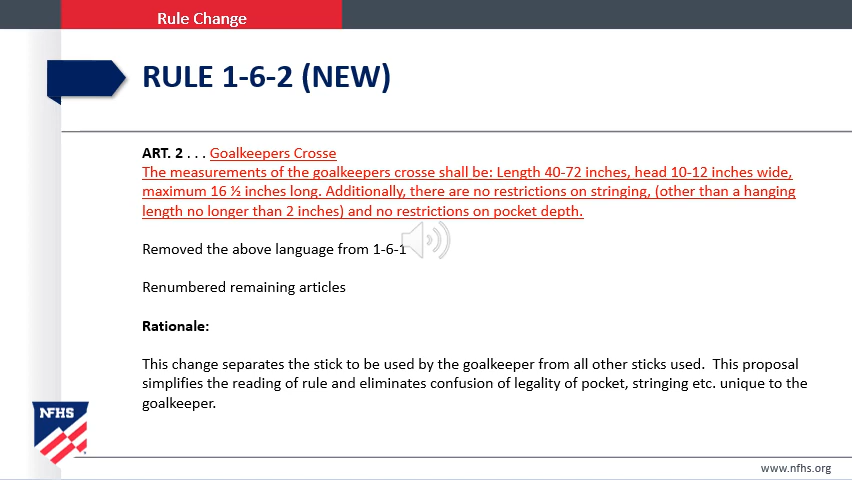 Rule Change
RULE 1-6-2 (NEW)
ART. 2 . . . Goalkeepers Crosse
The measurements of the goalkeepers crosse shall be: Length 40-72 inches, head 10-12 inches wide,
maximum 16 ½ inches long. Additionally, there are no restrictions on stringing, (other than a hanging
length no longer than 2 inches) and no restrictions on pocket depth.
Removed the above language from 1-6-1
Renumbered remaining articles
Rationale:
This change separates the stick to be used by the goalkeeper from all other sticks used.  This proposal
simplifies the reading of rule and eliminates confusion of legality of pocket, stringing etc. unique to the
goalkeeper.
NFHS
www.nfhs.org